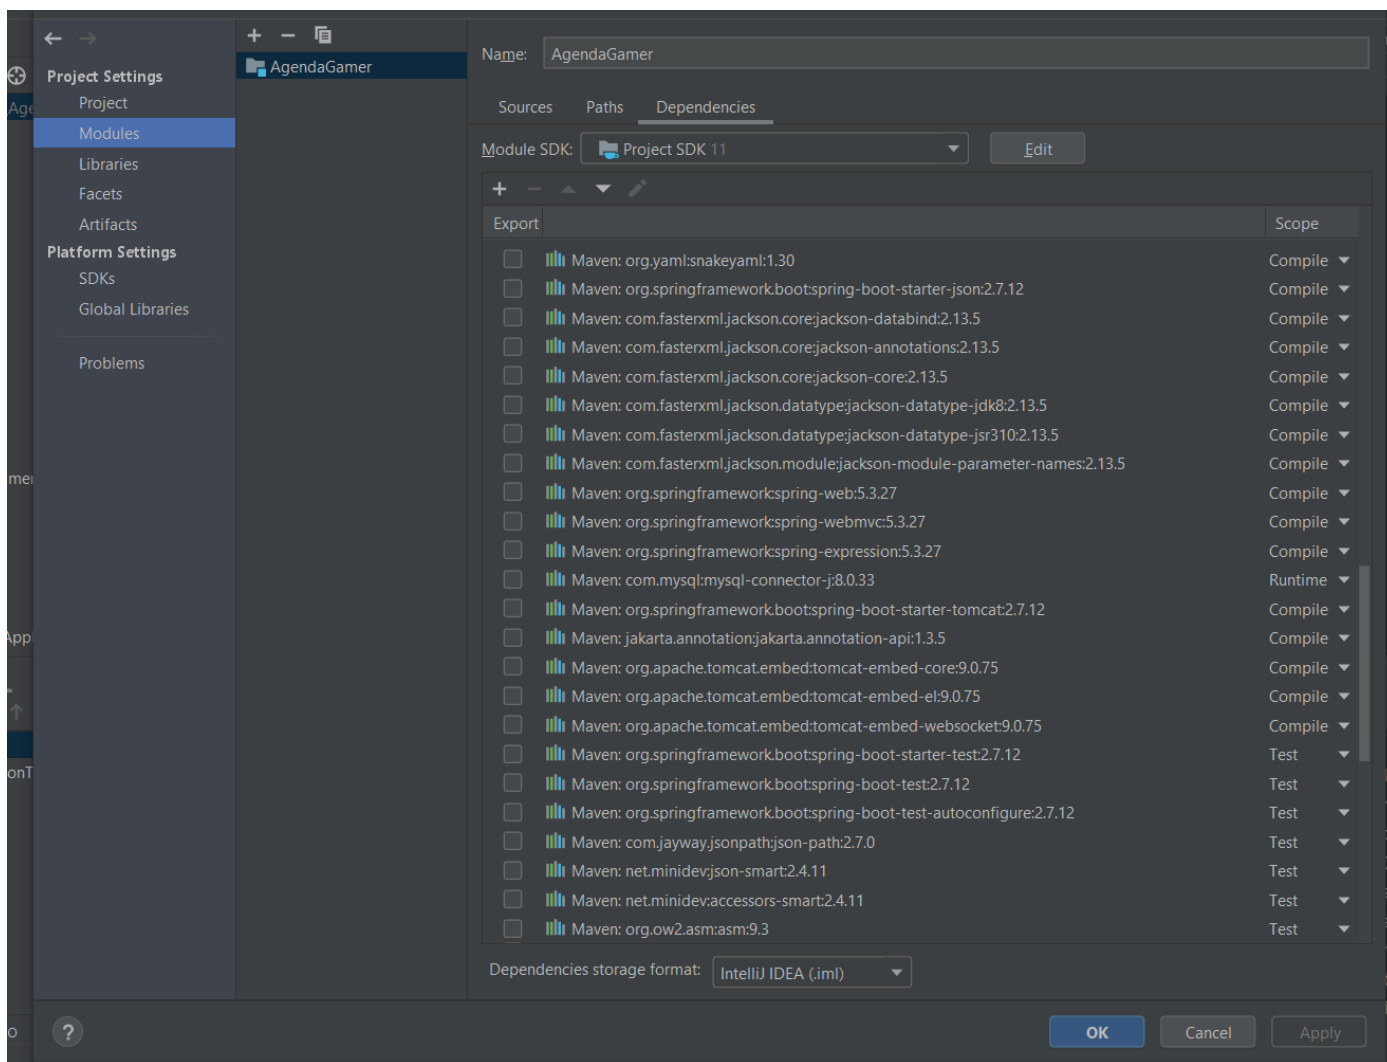 Project Settings
Project
Modules
Libraries
Facets
Artifacts
Platform Settings
SDKs
Global Libraries
Problems
AgendaGamer
Name: AgendaGamer
Sources Paths Dependencies
Module SDK: Project SDK 11 Edit
Export Scope
Maven: org.yaml:snakeyaml:1.30 Compile
Maven: org.springframework.boot:spring-boot-starter-json:2.7.12 Compile
Maven: com.fasterxml.jackson.core:jackson-databind:2.13.5 Compile
Maven: com.fasterxml.jackson.core:jackson-annotations:2.13.5 Compile
Maven: com.fasterxml.jackson.core:jackson-core:2.13.5 Compile
Maven: com.fasterxml.jackson.datatype:jackson-datatype-jdk8:2.13.5 Compile
Maven: com.fasterxml.jackson.datatype:jackson-datatype-jsr310:2.13.5 Compile
Maven: com.fasterxml.jackson.module:jackson-module-parameter-names:2.13.5 Compile
Maven: org.springframework:spring-web:5.3.27 Compile
Maven: org.springframework:spring-webmvc:5.3.27 Compile
Maven: org.springframework:spring-expression:5.3.27 Compile
Maven: com.mysql:mysql-connector-j:8.0.33 Runtime
Maven: org.springframework.boot:spring-boot-starter-tomcat:2.7.12 Compile
Maven: jakarta.annotation:jakarta.annotation-api:1.3.5 Compile
Maven: org.apache.tomcat.embed:tomcat-embed-core:9.0.75 Compile
Maven: org.apache.tomcat.embed:tomcat-embed-el:9.0.75 Compile
Maven: org.apache.tomcat.embed:tomcat-embed-websocket:9.0.75 Compile
Maven: org.springframework.boot:spring-boot-starter-test:2.7.12 Test
Maven: org.springframework.boot:spring-boot-test:2.7.12 Test
Maven: org.springframework.boot:spring-boot-test-autoconfigure:2.7.12 Test
Maven: com.jayway.jsonpath:json-path:2.7.0 Test
Maven: net.minidev:json-smart:2.4.11 Test
Maven: net.minidev:accessors-smart:2.4.11 Test
Maven: org.ow2.asm:asm:9.3 Test
Dependencies storage format: IntelliJ IDEA (.iml)
? OK Cancel Apply